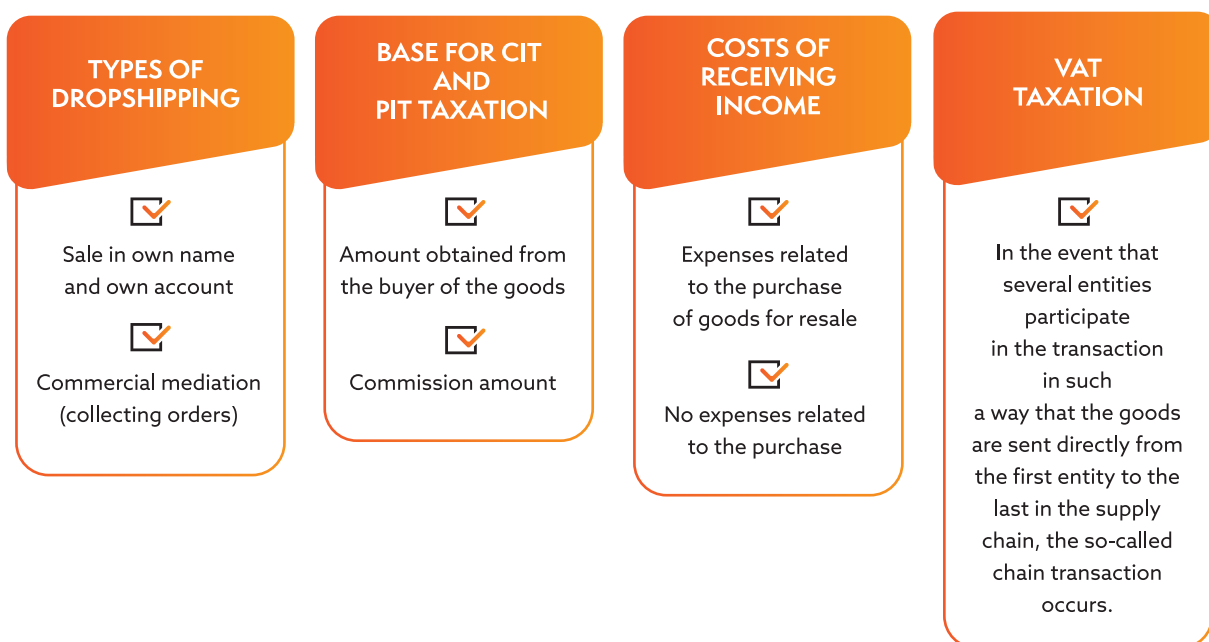 TYPES OF
DROPSHIPPING
Sale in own name
and own account
Commercial mediation
(collecting orders)
BASE FOR CIT
AND
PIT TAXATION
Amount obtained from
the buyer of the goods
Commission amount
COSTS OF
RECEIVING
INCOME
Expenses related
to the purchase
of goods for resale
No expenses related
to the purchase
VAT
TAXATION
In the event that
several entities
participate
in the transaction
in such
a way that the goods
are sent directly from
the first entity to the
last in the supply
chain, the so-called
chain transaction
occurs.